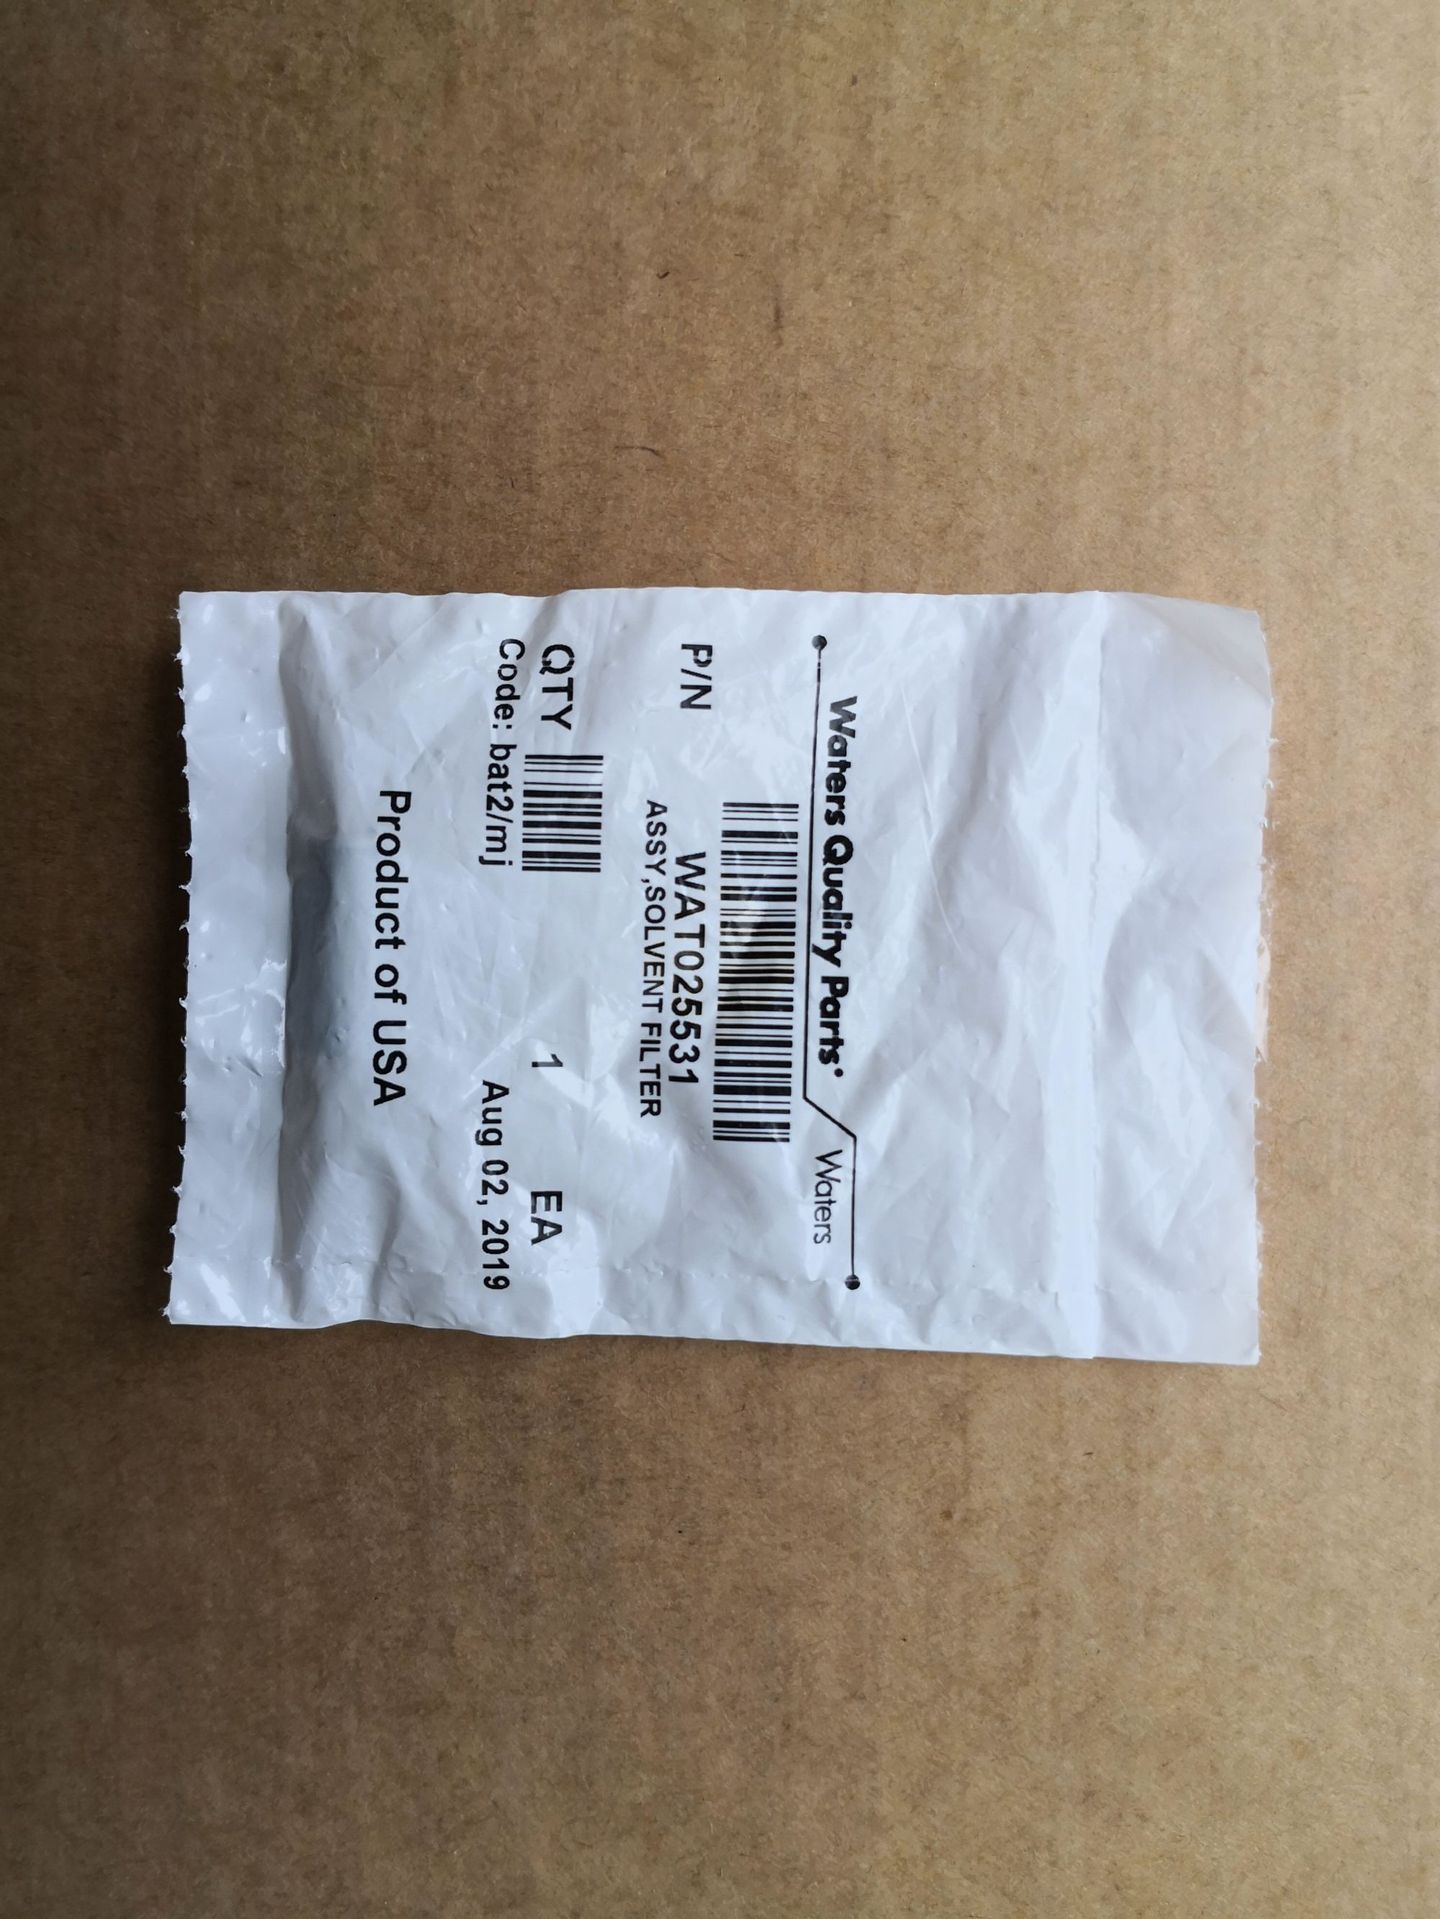 Waters Quality Parts®
Waters
P/N
WAT025531
ASSY,SOLVENT FILTER
QTY 1 EA
Code: bat2/mj Aug 02, 2019
Product of USA